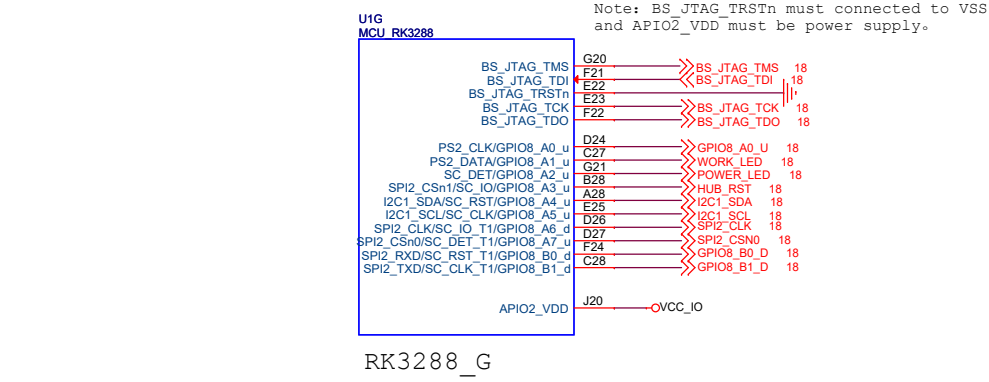 Note: BS_JTAG_TRSTn must connected to VSS
and APIO2_VDD must be power supply。
U1G
MCU_RK3288
BS_JTAG_TMS G20 BS_JTAG_TMS 18
BS_JTAG_TDI F21 BS_JTAG_TDI 18
BS_JTAG_TRSTn E22
BS_JTAG_TCK E23 BS_JTAG_TCK 18
BS_JTAG_TDO F22 BS_JTAG_TDO 18
PS2_CLK/GPIO8_A0_u D24 GPIO8_A0_U 18
PS2_DATA/GPIO8_A1_u C27 WORK_LED 18
SC_DET/GPIO8_A2_u G21 POWER_LED 18
SPI2_CSn1/SC_IO/GPIO8_A3_u B28 HUB_RST 18
I2C1_SDA/SC_RST/GPIO8_A4_u A28 I2C1_SDA 18
I2C1_SCL/SC_CLK/GPIO8_A5_u E25 I2C1_SCL 18
SPI2_CLK/SC_IO_T1/GPIO8_A6_d D26 SPI2_CLK 18
SPI2_CSn0/SC_DET_T1/GPIO8_A7_u D27 SPI2_CSN0 18
SPI2_RXD/SC_RST_T1/GPIO8_B0_d F24 GPIO8_B0_D 18
SPI2_TXD/SC_CLK_T1/GPIO8_B1_d C28 GPIO8_B1_D 18
APIO2_VDD J20 VCC_IO
RK3288_G